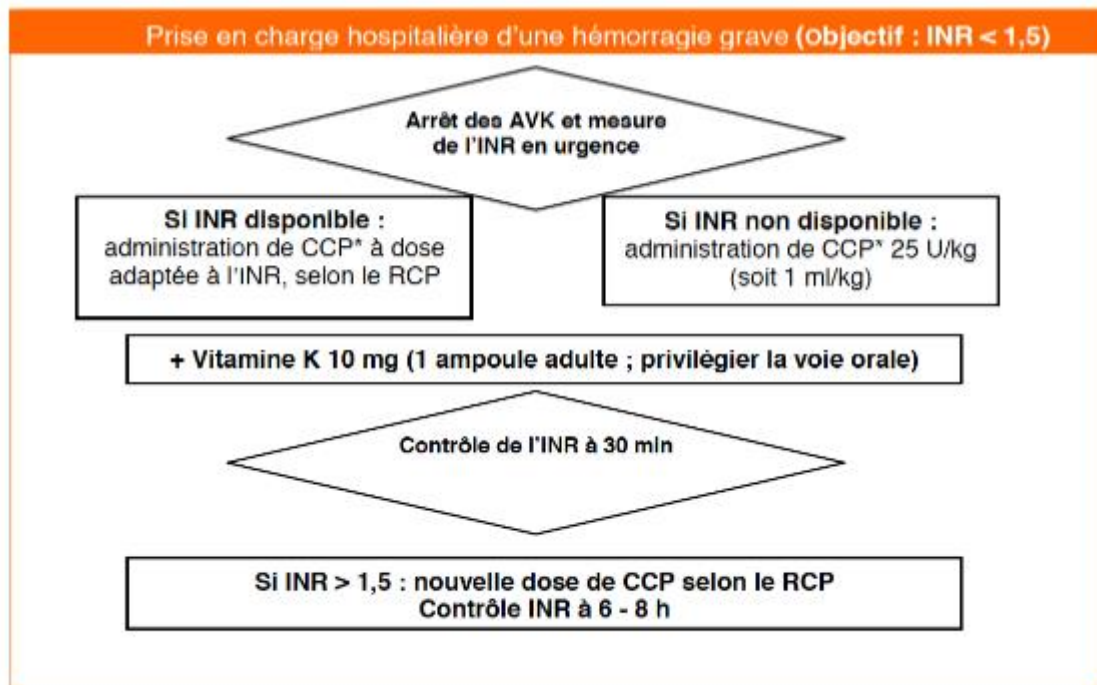 Prise en charge hospitalière d'une hémorragie grave (Objectif : INR < 1,5)
Arrêt des AVK et mesure
de l'INR en urgence
Si INR disponible :
administration de CCP* à dose
adaptée à l'INR, selon le RCP
Si INR non disponible :
administration de CCP* 25 U/kg
(soit 1 ml/kg)
+ Vitamine K 10 mg (1 ampoule adulte ; privilégier la voie orale)
Contrôle de l'INR à 30 min
Si INR > 1,5 : nouvelle dose de CCP selon le RCP
Contrôle INR à 6 - 8 h